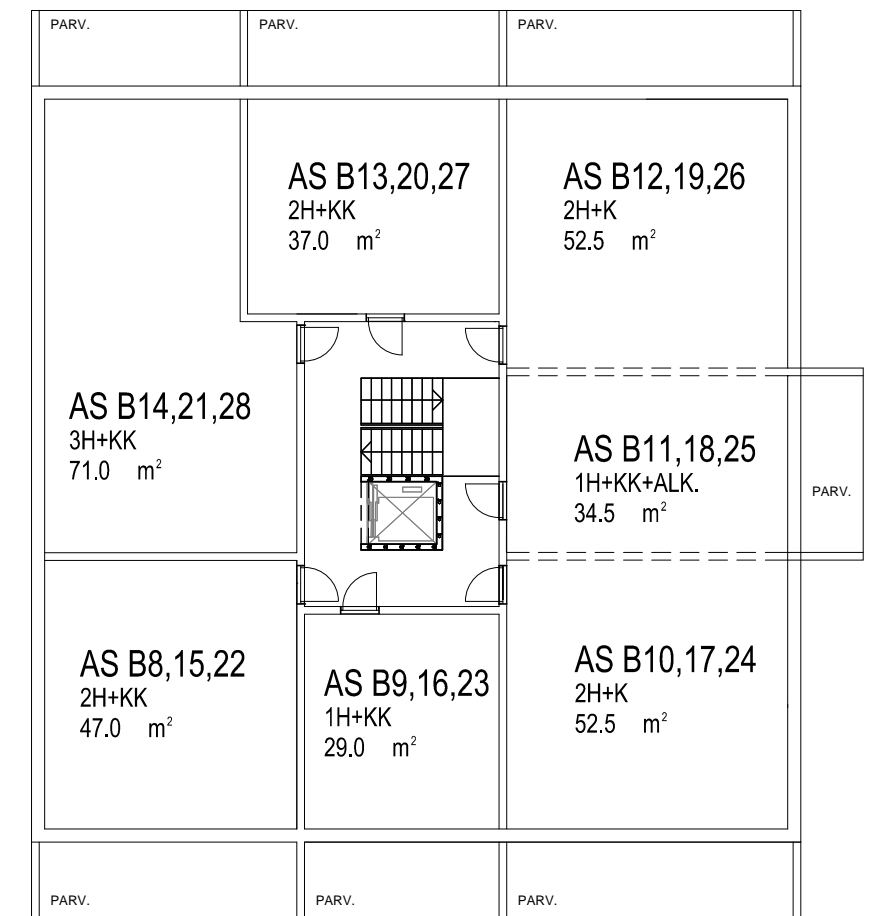 PARV.
PARV.
PARV.
AS B13,20,27
2H+KK
37.0 m²
AS B12,19,26
2H+K
52.5 m²
AS B14,21,28
3H+KK
71.0 m²
AS B11,18,25
1H+KK+ALK.
34.5 m²
PARV.
AS B8,15,22
2H+KK
47.0 m²
AS B9,16,23
1H+KK
29.0 m²
AS B10,17,24
2H+K
52.5 m²
PARV.
PARV.
PARV.